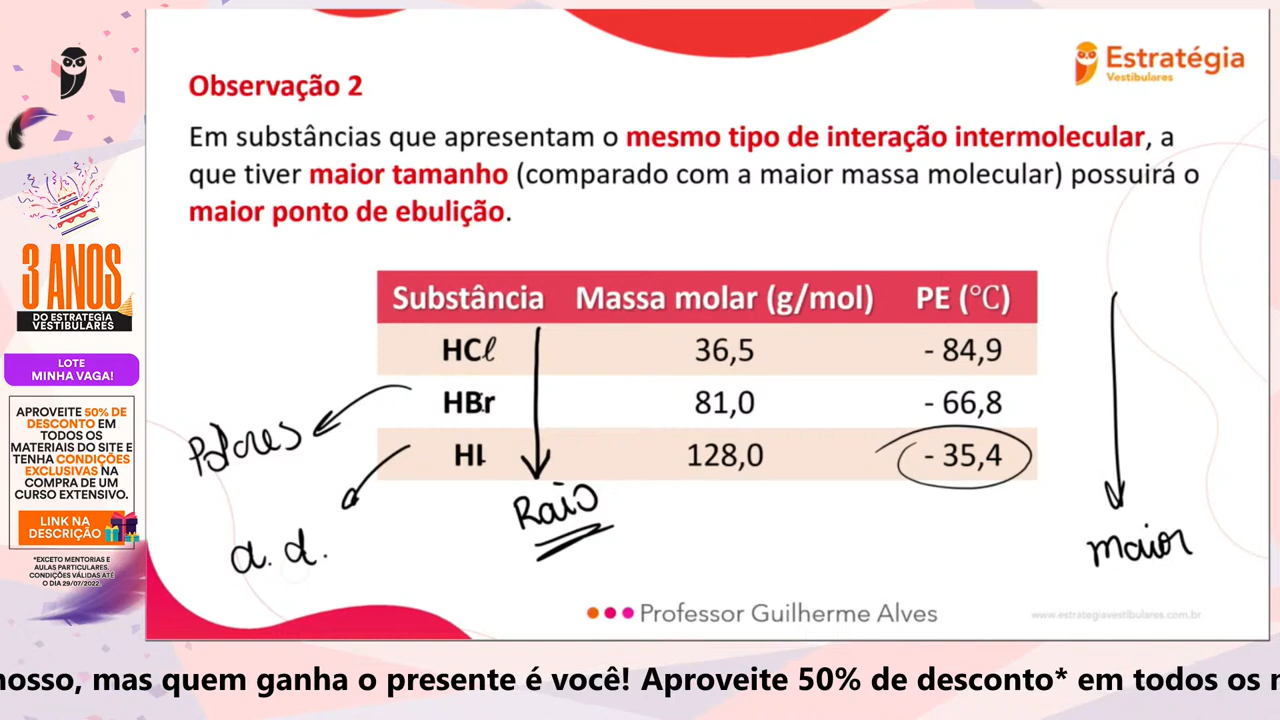 Estratégia
Vestibulares
Observação 2
Em substâncias que apresentam o mesmo tipo de interação intermolecular, a
que tiver maior tamanho (comparado com a maior massa molecular) possuirá o
maior ponto de ebulição.
Substância Massa molar (g/mol) PE (°C)
HCℓ 36,5 - 84,9
HBr 81,0 - 66,8
HI 128,0 - 35,4
Polares
d. d.
Raio
maior
Professor Guilherme Alves
www.estrategiavestibulares.com.br
3 ANOS
DO ESTRATEGIA
VESTIBULARES
LOTE
MINHA VAGA!
APROVEITE 50% DE
DESCONTO EM
TODOS OS
MATERIAIS DO SITE E
TENHA CONDIÇÕES
EXCLUSIVAS NA
COMPRA DE UM
CURSO EXTENSIVO.
LINK NA
DESCRIÇÃO
*EXCETO MENTORIAS E
AULAS PARTICULARES.
CONDIÇÕES VÁLIDAS ATÉ
O DIA 29/07/2022.
nosso, mas quem ganha o presente é você! Aproveite 50% de desconto* em todos os